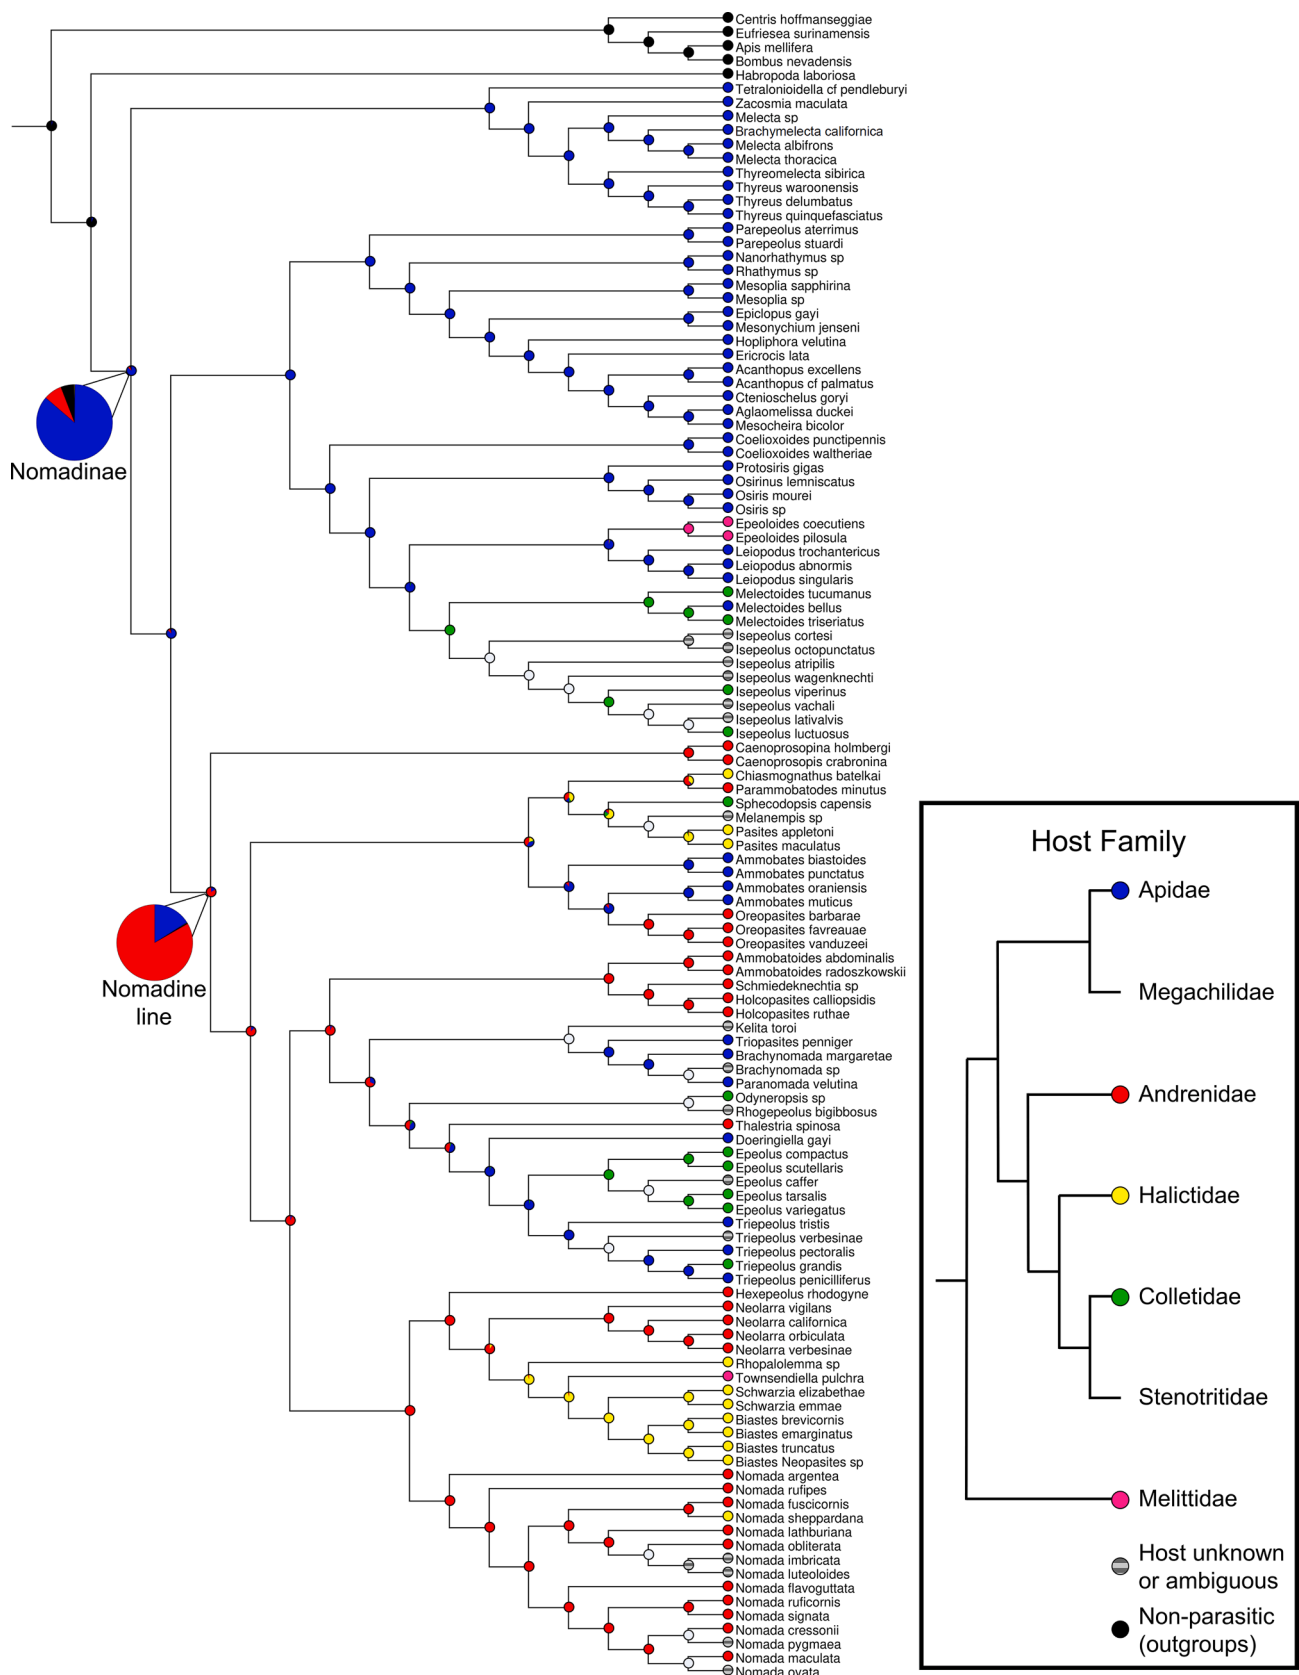 Centris hoffmanseggiae
Eufriesea surinamensis
Apis mellifera
Bombus nevadensis
Habropoda laboriosa
Tetralonioidella cf pendleburyi
Zacosmia maculata
Melecta sp
Brachymelecta californica
Melecta albifrons
Melecta thoracica
Thyreomelecta sibirica
Thyreus waroonensis
Thyreus delumbatus
Thyreus quinquefasciatus
Parepeolus aterrimus
Parepeolus stuardi
Nanorhathymus sp
Rhathymus sp
Mesoplia sapphirina
Mesoplia sp
Epiclopus gayi
Mesonychium jenseni
Hopliphora velutina
Ericrocis lata
Acanthopus excellens
Acanthopus cf palmatus
Ctenioschelus goryi
Aglaomelissa duckei
Mesocheira bicolor
Coelioxoides punctipennis
Coelioxoides waltheriae
Protosiris gigas
Osirinus lemniscatus
Osiris mourei
Osiris sp
Epeoloides coecutiens
Epeoloides pilosula
Leiopodus trochantericus
Leiopodus abnormis
Leiopodus singularis
Melectoides tucumanus
Melectoides bellus
Melectoides triseriatus
Isepeolus cortesi
Isepeolus octopunctatus
Isepeolus atripilis
Isepeolus wagenknechti
Isepeolus viperinus
Isepeolus vachali
Isepeolus lativalvis
Isepeolus luctuosus
Caenoprosopina holmbergi
Caenoprosopis crabronina
Chiasmognathus batelkai
Parammobatodes minutus
Sphecodopsis capensis
Melanempis sp
Pasites appletoni
Pasites maculatus
Ammobates biastoides
Ammobates punctatus
Ammobates oraniensis
Ammobates muticus
Oreopasites barbarae
Oreopasites favreauae
Oreopasites vanduzeei
Ammobatoides abdominalis
Ammobatoides radoszkowskii
Schmiedeknechtia sp
Holcopasites calliopsidis
Holcopasites ruthae
Kelita toroi
Triopasites penniger
Brachynomada margaretae
Brachynomada sp
Paranomada velutina
Odyneropsis sp
Rhogepeolus bigibbosus
Thalestria spinosa
Doeringiella gayi
Epeolus compactus
Epeolus scutellaris
Epeolus caffer
Epeolus tarsalis
Epeolus variegatus
Triepeolus tristis
Triepeolus verbesinae
Triepeolus pectoralis
Triepeolus grandis
Triepeolus penicilliferus
Hexepeolus rhodogyne
Neolarra vigilans
Neolarra californica
Neolarra orbiculata
Neolarra verbesinae
Rhopalolemma sp
Townsendiella pulchra
Schwarzia elizabethae
Schwarzia emmae
Biastes brevicornis
Biastes emarginatus
Biastes truncatus
Biastes Neopasites sp
Nomada argentea
Nomada rufipes
Nomada fuscicornis
Nomada sheppardana
Nomada lathburiana
Nomada obliterata
Nomada imbricata
Nomada luteoloides
Nomada flavoguttata
Nomada ruficornis
Nomada signata
Nomada cressonii
Nomada pygmaea
Nomada maculata
Nomada ovata
Nomadinae
Nomadine
line
Host Family
Apidae
Megachilidae
Andrenidae
Halictidae
Colletidae
Stenotritidae
Melittidae
Host unknown
or ambiguous
Non-parasitic
(outgroups)